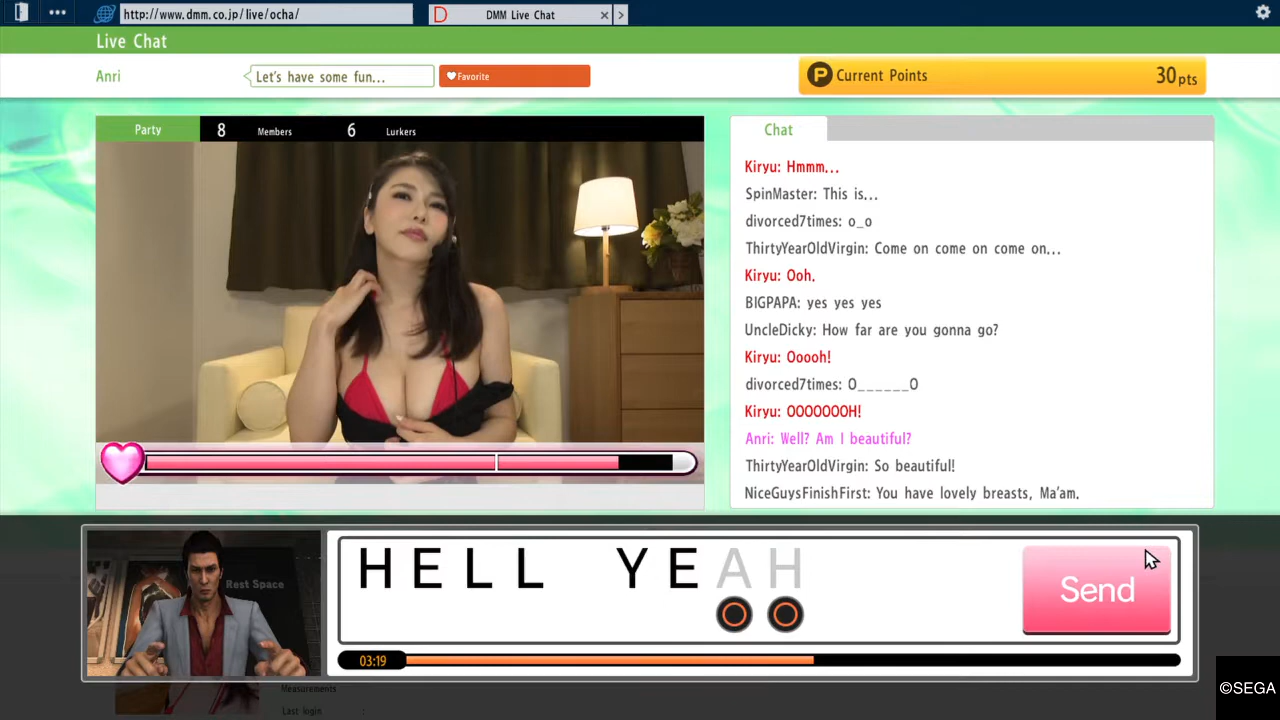 http://www.dmm.co.jp/live/ocha/
DMM Live Chat
Live Chat
Anri
Let's have some fun...
Favorite
P Current Points 30pts
Party 8 Members 6 Lurkers
Chat
Kiryu: Hmmm...
SpinMaster: This is...
divorced7times: o_o
ThirtyYearOldVirgin: Come on come on come on...
Kiryu: Ooh.
BIGPAPA: yes yes yes
UncleDicky: How far are you gonna go?
Kiryu: Ooooh!
divorced7times: O______O
Kiryu: OOOOOOOH!
Anri: Well? Am I beautiful?
ThirtyYearOldVirgin: So beautiful!
NiceGuysFinishFirst: You have lovely breasts, Ma'am.
Rest Space
HELL YEAH
Send
03:19
Measurements
Last login :
©SEGA